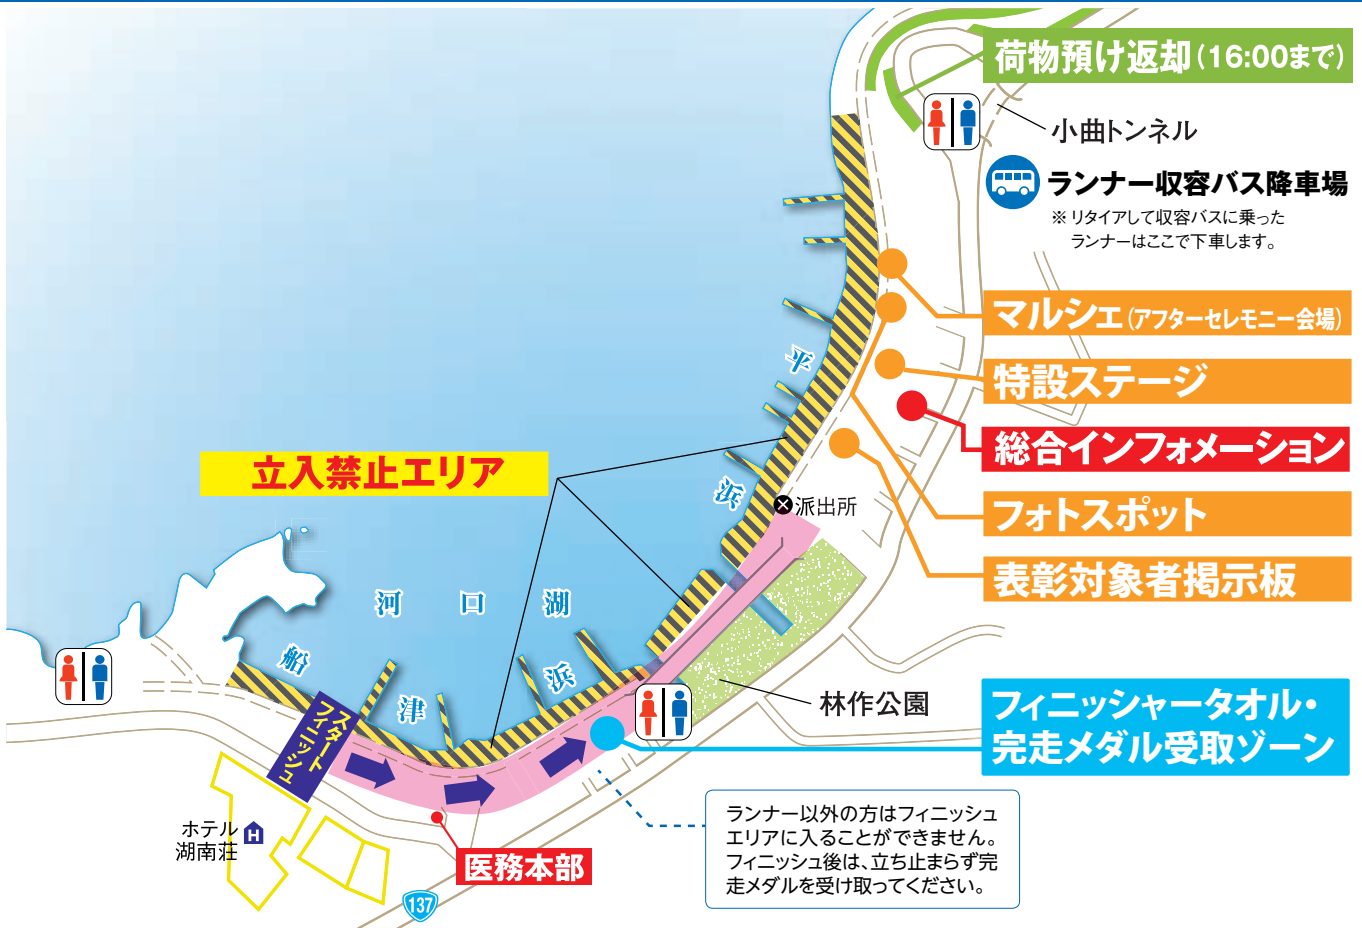 荷物預け返却(16:00まで)
小曲トンネル
ランナー収容バス降車場
※リタイアして収容バスに乗った
ランナーはここで下車します。
マルシェ(アフターセレモニー会場)
特設ステージ
総合インフォメーション
フォトスポット
表彰対象者掲示板
平
浜
立入禁止エリア
派出所
河口湖
船津浜
林作公園
フィニッシャータオル・
完走メダル受取ゾーン
スタート
フィニッシュ
ランナー以外の方はフィニッシュ
エリアに入ることができません。
フィニッシュ後は、立ち止まらず完
走メダルを受け取ってください。
ホテル
湖南荘
H
医務本部
137